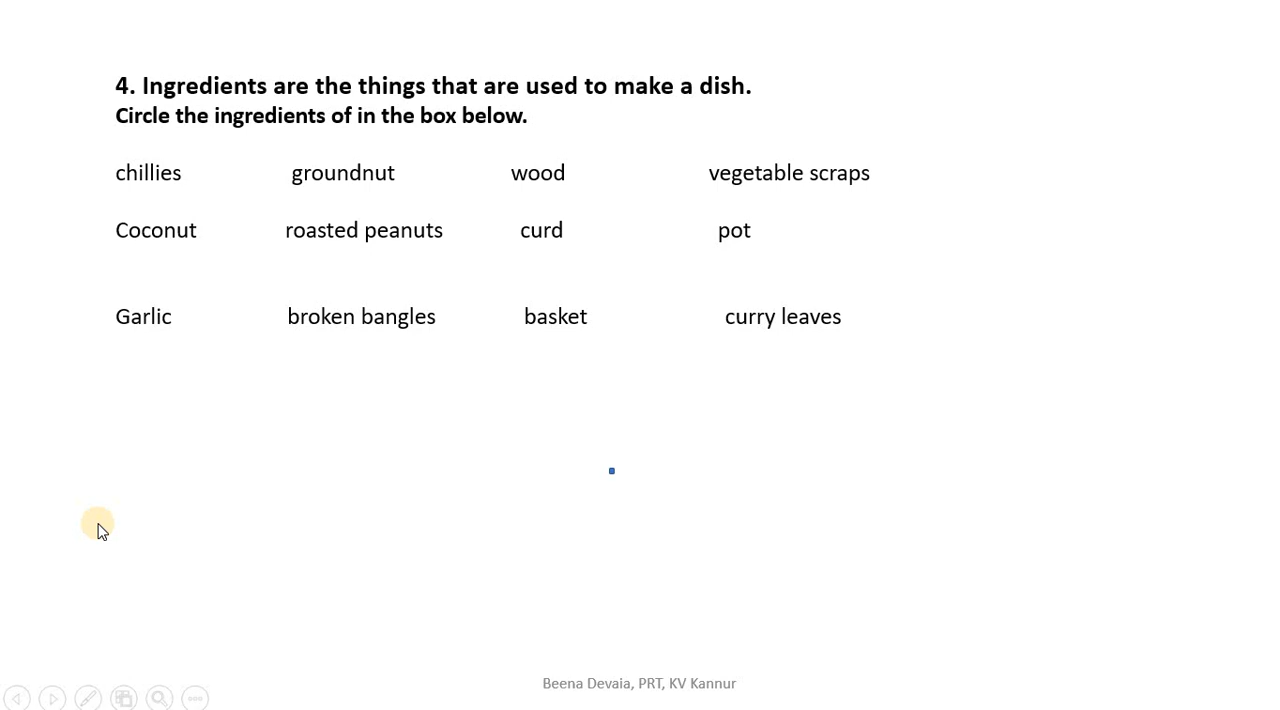 4. Ingredients are the things that are used to make a dish.
Circle the ingredients of in the box below.
chillies groundnut wood vegetable scraps
Coconut roasted peanuts curd pot
Garlic broken bangles basket curry leaves
Beena Devaia, PRT, KV Kannur